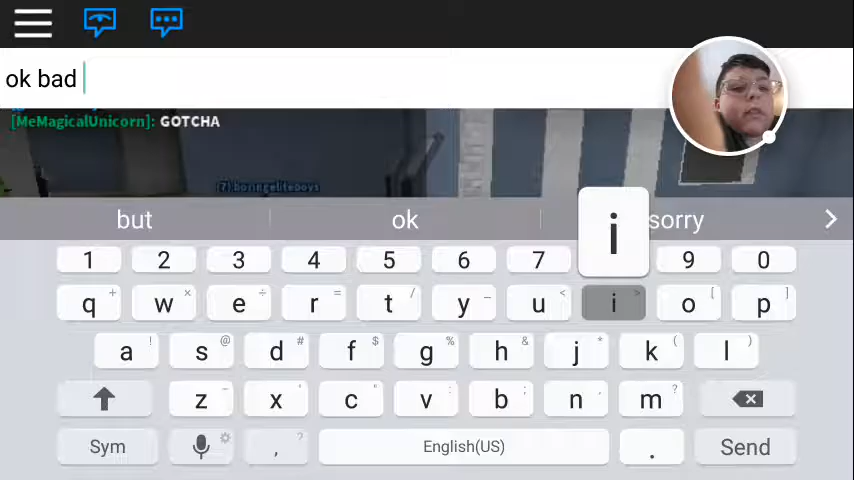 ok bad
[MeMagicalUnicorn]: GOTCHA
but ok sorry
i
1 2 3 4 5 6 7 9 0
q + w × e ÷ r = t / y _ u < i > o [ p ]
a ! s @ d # f $ g % h & j * k ( l )
z - x ' c " v : b ; n , m ?
Sym , ? English(US) . Send